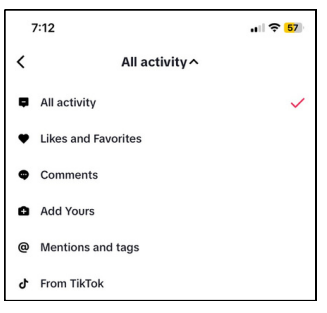 7:12
57
All activity
All activity
Likes and Favorites
Comments
Add Yours
@ Mentions and tags
From TikTok